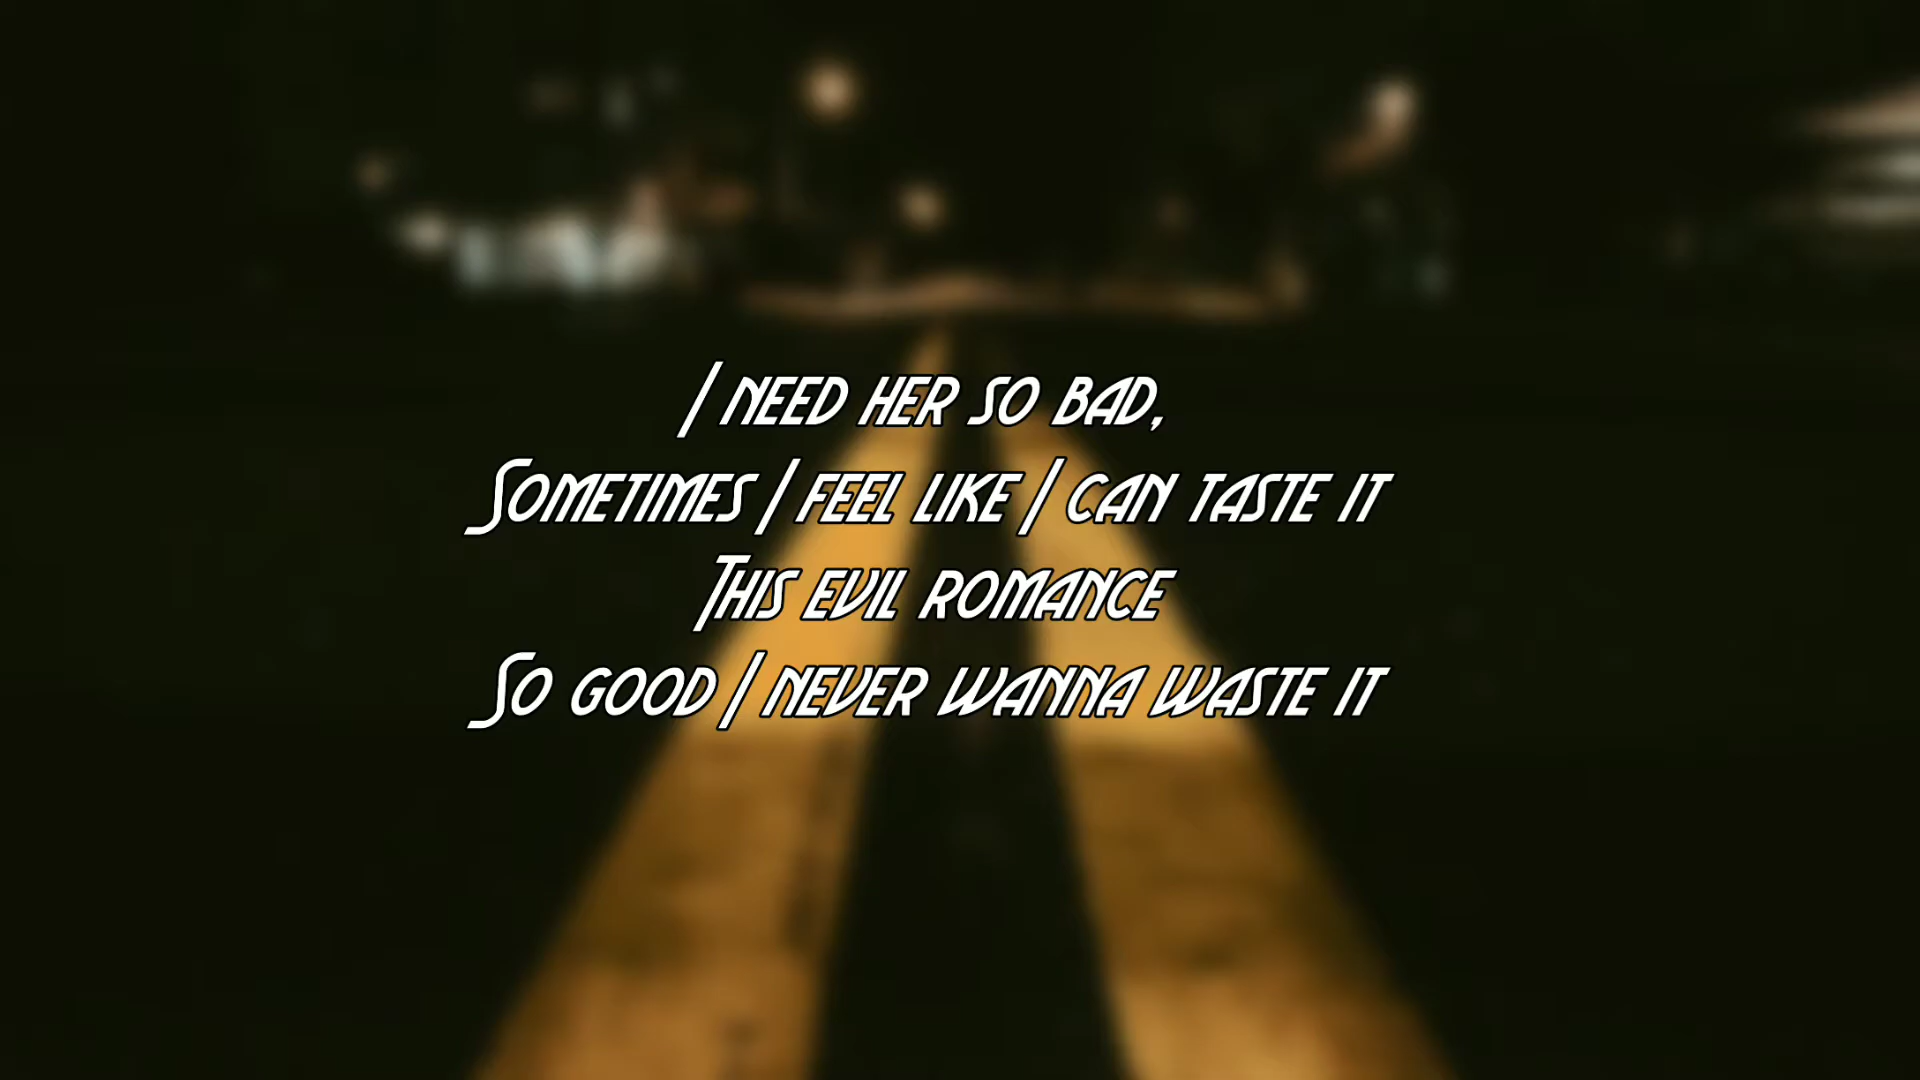 I need her so bad,
Sometimes I feel like I can taste it
This evil romance
So good I never wanna waste it